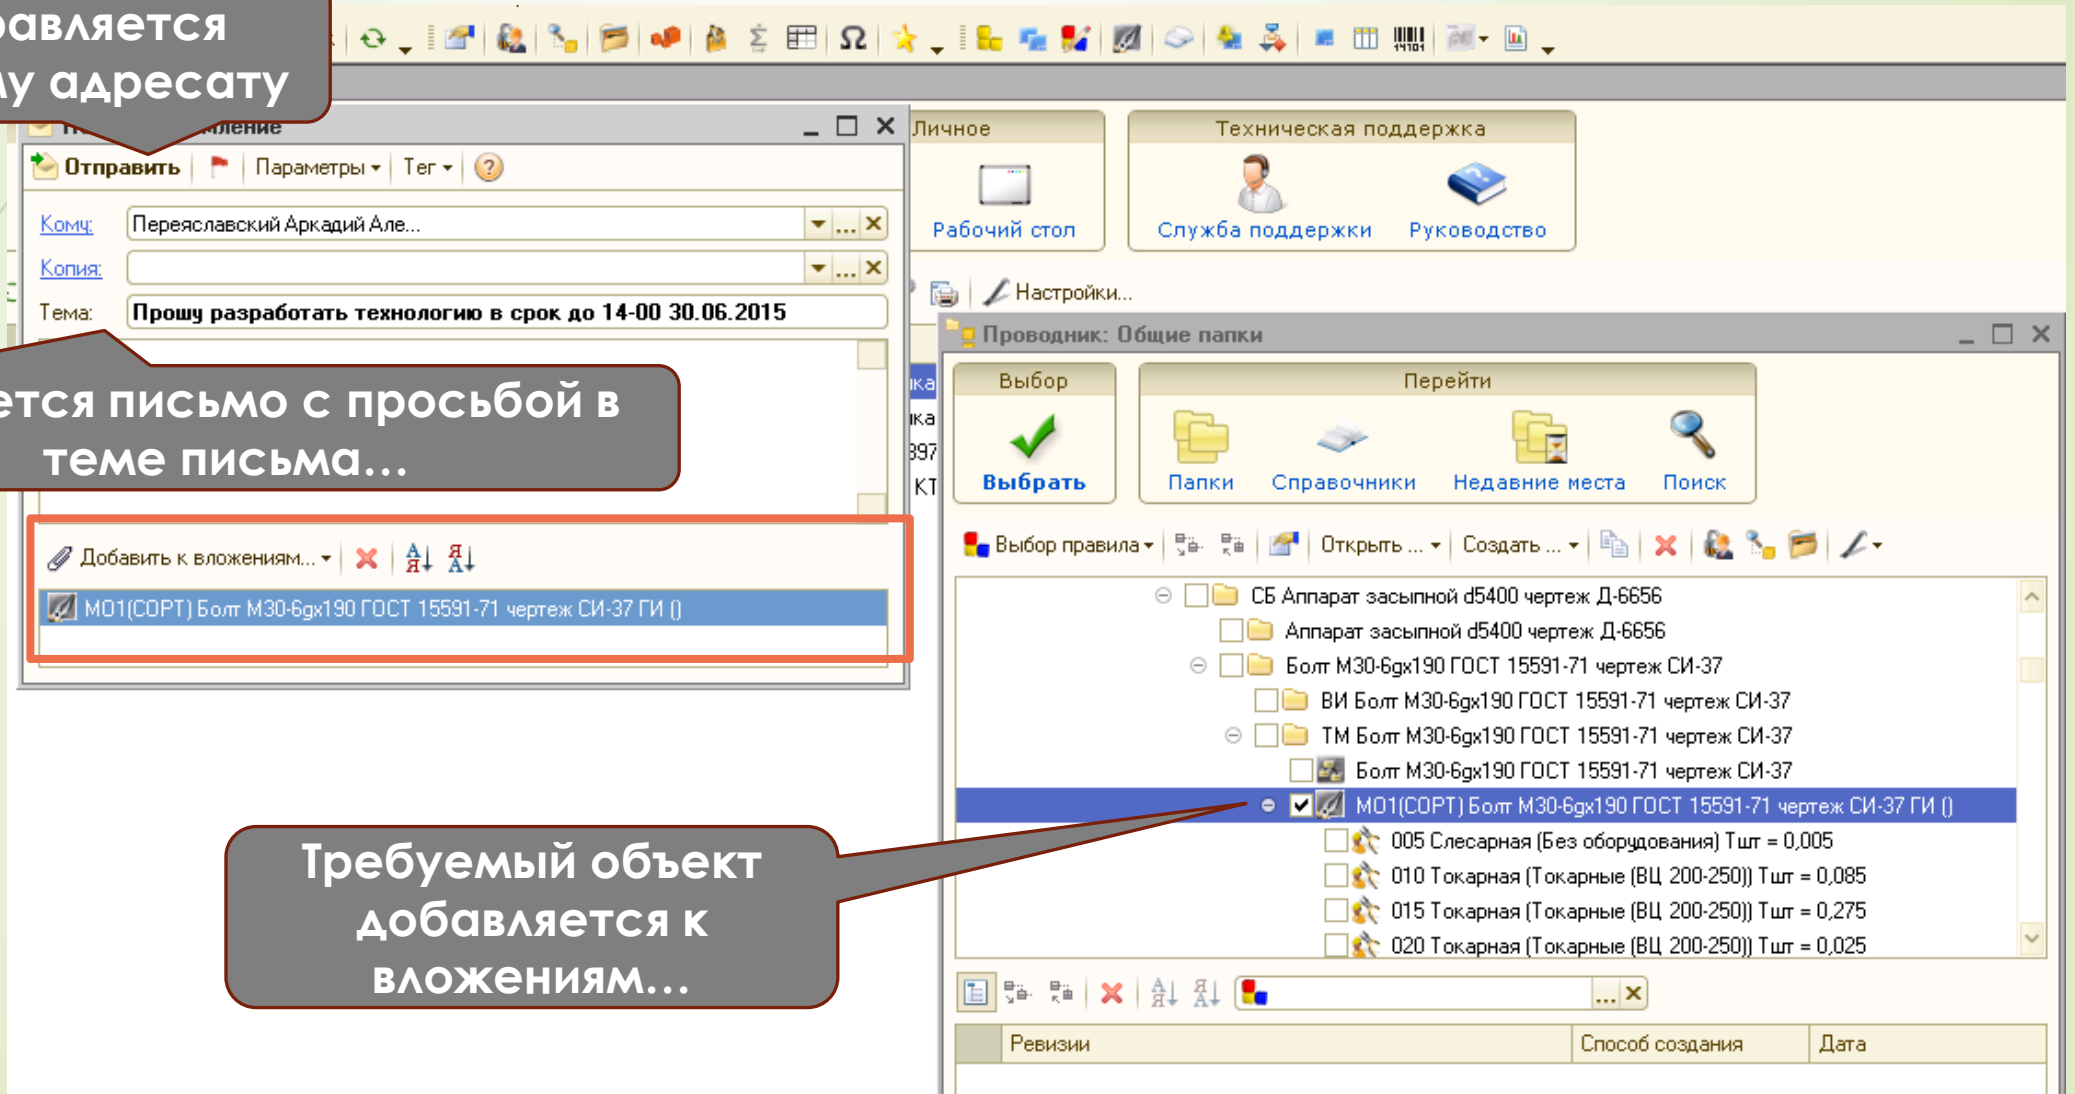 адресату
Личное
Техническая поддержка
Отправить
Параметры
Тег
Кому:
Переяславский Аркадий Але...
Рабочий стол
Служба поддержки
Руководство
Копия:
Настройки...
Тема:
Прошу разработать технологию в срок до 14-00 30.06.2015
Проводник: Общие папки
Выбор
Перейти
письмо с просьбой в
теме письма...
Выбрать
Папки
Справочники
Недавние места
Поиск
Выбор правила
Открыть ...
Создать ...
Добавить к вложениям...
МО1(СОРТ) Болт М30-6gx190 ГОСТ 15591-71 чертеж СИ-37 ГИ ()
СБ Аппарат засыпной d5400 чертеж Д-6656
Аппарат засыпной d5400 чертеж Д-6656
Болт М30-6gx190 ГОСТ 15591-71 чертеж СИ-37
ВИ Болт М30-6gx190 ГОСТ 15591-71 чертеж СИ-37
ТМ Болт М30-6gx190 ГОСТ 15591-71 чертеж СИ-37
Болт М30-6gx190 ГОСТ 15591-71 чертеж СИ-37
МО1(СОРТ) Болт М30-6gx190 ГОСТ 15591-71 чертеж СИ-37 ГИ ()
005 Слесарная (Без оборудования) Тшт = 0,005
010 Токарная (Токарные (ВЦ 200-250)) Тшт = 0,085
015 Токарная (Токарные (ВЦ 200-250)) Тшт = 0,275
020 Токарная (Токарные (ВЦ 200-250)) Тшт = 0,025
Требуемый объект
добавляется к
вложениям...
Ревизии
Способ создания
Дата